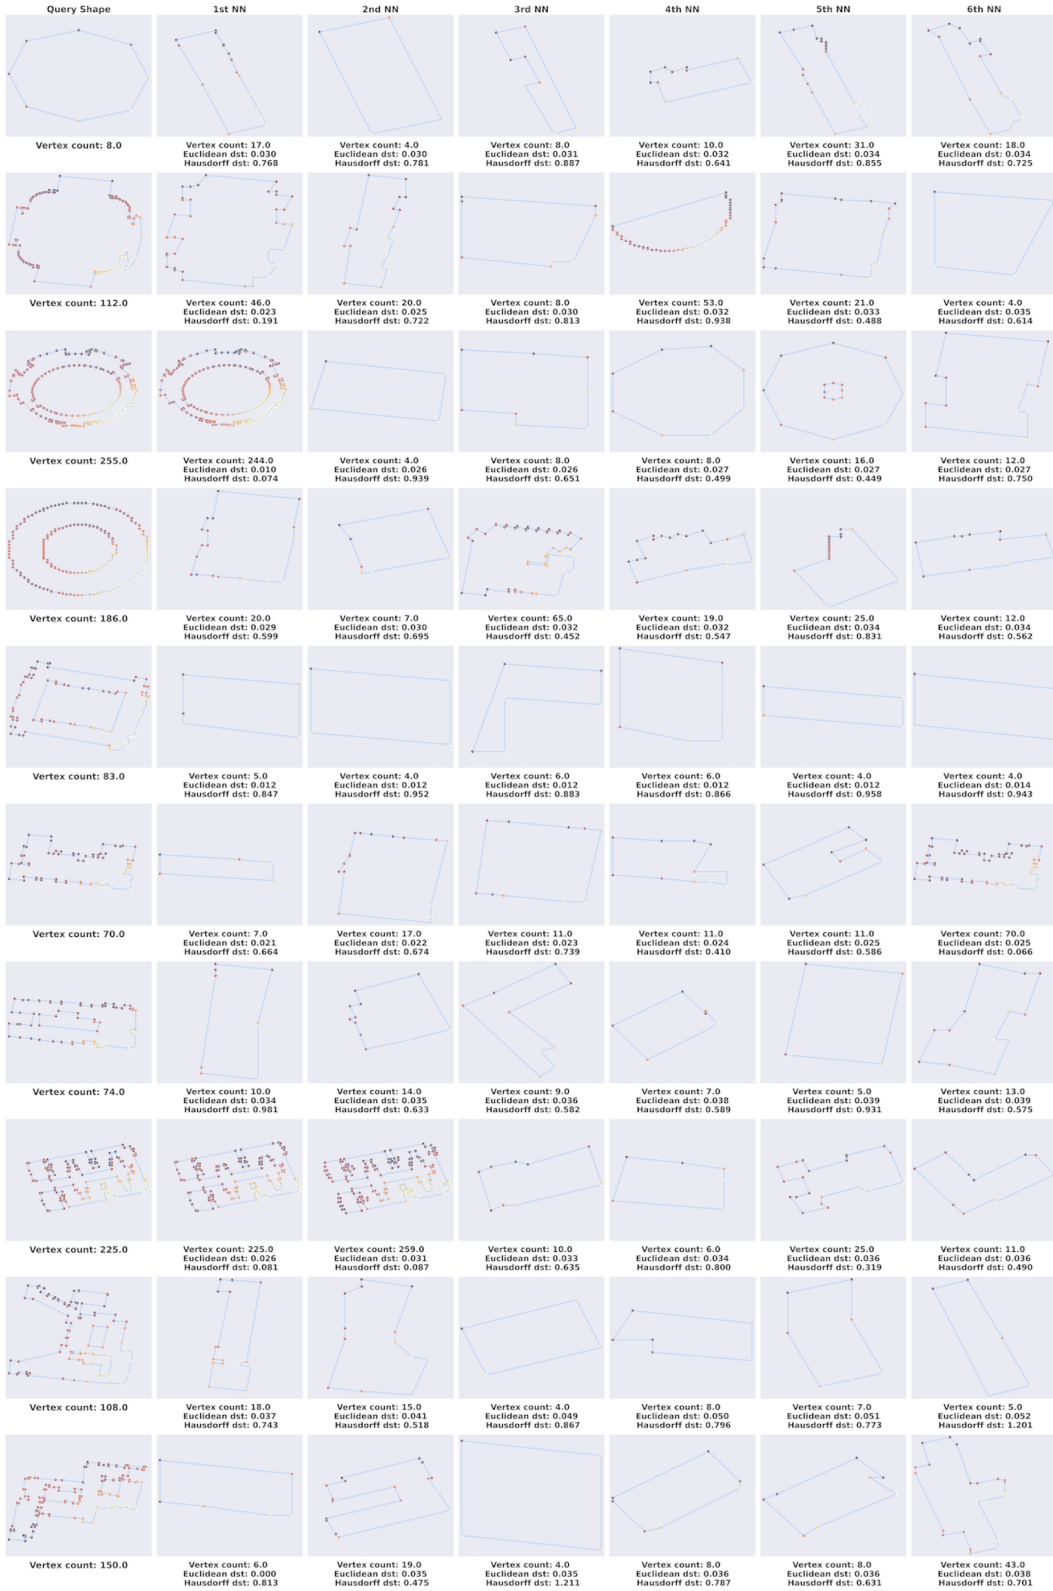 Query Shape 1st NN 2nd NN 3rd NN 4th NN 5th NN 6th NN
Vertex count: 8.0 Vertex count: 17.0 Vertex count: 4.0 Vertex count: 8.0 Vertex count: 10.0 Vertex count: 31.0 Vertex count: 18.0
Euclidean dst: 0.030 Euclidean dst: 0.030 Euclidean dst: 0.031 Euclidean dst: 0.032 Euclidean dst: 0.034 Euclidean dst: 0.034
Hausdorff dst: 0.768 Hausdorff dst: 0.781 Hausdorff dst: 0.887 Hausdorff dst: 0.641 Hausdorff dst: 0.855 Hausdorff dst: 0.725
Vertex count: 112.0 Vertex count: 46.0 Vertex count: 20.0 Vertex count: 8.0 Vertex count: 53.0 Vertex count: 21.0 Vertex count: 4.0
Euclidean dst: 0.023 Euclidean dst: 0.025 Euclidean dst: 0.030 Euclidean dst: 0.032 Euclidean dst: 0.033 Euclidean dst: 0.035
Hausdorff dst: 0.191 Hausdorff dst: 0.722 Hausdorff dst: 0.813 Hausdorff dst: 0.938 Hausdorff dst: 0.488 Hausdorff dst: 0.614
Vertex count: 255.0 Vertex count: 244.0 Vertex count: 4.0 Vertex count: 8.0 Vertex count: 8.0 Vertex count: 16.0 Vertex count: 12.0
Euclidean dst: 0.010 Euclidean dst: 0.026 Euclidean dst: 0.026 Euclidean dst: 0.027 Euclidean dst: 0.027 Euclidean dst: 0.027
Hausdorff dst: 0.074 Hausdorff dst: 0.939 Hausdorff dst: 0.651 Hausdorff dst: 0.499 Hausdorff dst: 0.449 Hausdorff dst: 0.750
Vertex count: 186.0 Vertex count: 20.0 Vertex count: 7.0 Vertex count: 65.0 Vertex count: 19.0 Vertex count: 25.0 Vertex count: 12.0
Euclidean dst: 0.029 Euclidean dst: 0.030 Euclidean dst: 0.032 Euclidean dst: 0.032 Euclidean dst: 0.034 Euclidean dst: 0.034
Hausdorff dst: 0.599 Hausdorff dst: 0.695 Hausdorff dst: 0.452 Hausdorff dst: 0.547 Hausdorff dst: 0.831 Hausdorff dst: 0.562
Vertex count: 83.0 Vertex count: 5.0 Vertex count: 4.0 Vertex count: 6.0 Vertex count: 6.0 Vertex count: 4.0 Vertex count: 4.0
Euclidean dst: 0.012 Euclidean dst: 0.012 Euclidean dst: 0.012 Euclidean dst: 0.012 Euclidean dst: 0.012 Euclidean dst: 0.014
Hausdorff dst: 0.847 Hausdorff dst: 0.952 Hausdorff dst: 0.883 Hausdorff dst: 0.866 Hausdorff dst: 0.958 Hausdorff dst: 0.943
Vertex count: 70.0 Vertex count: 7.0 Vertex count: 17.0 Vertex count: 11.0 Vertex count: 11.0 Vertex count: 11.0 Vertex count: 70.0
Euclidean dst: 0.021 Euclidean dst: 0.022 Euclidean dst: 0.023 Euclidean dst: 0.024 Euclidean dst: 0.025 Euclidean dst: 0.025
Hausdorff dst: 0.664 Hausdorff dst: 0.674 Hausdorff dst: 0.739 Hausdorff dst: 0.410 Hausdorff dst: 0.586 Hausdorff dst: 0.066
Vertex count: 74.0 Vertex count: 10.0 Vertex count: 14.0 Vertex count: 9.0 Vertex count: 7.0 Vertex count: 5.0 Vertex count: 13.0
Euclidean dst: 0.034 Euclidean dst: 0.035 Euclidean dst: 0.036 Euclidean dst: 0.038 Euclidean dst: 0.039 Euclidean dst: 0.039
Hausdorff dst: 0.981 Hausdorff dst: 0.633 Hausdorff dst: 0.582 Hausdorff dst: 0.589 Hausdorff dst: 0.931 Hausdorff dst: 0.575
Vertex count: 225.0 Vertex count: 225.0 Vertex count: 259.0 Vertex count: 10.0 Vertex count: 6.0 Vertex count: 25.0 Vertex count: 11.0
Euclidean dst: 0.026 Euclidean dst: 0.031 Euclidean dst: 0.033 Euclidean dst: 0.034 Euclidean dst: 0.036 Euclidean dst: 0.036
Hausdorff dst: 0.081 Hausdorff dst: 0.087 Hausdorff dst: 0.635 Hausdorff dst: 0.800 Hausdorff dst: 0.319 Hausdorff dst: 0.490
Vertex count: 108.0 Vertex count: 18.0 Vertex count: 15.0 Vertex count: 4.0 Vertex count: 8.0 Vertex count: 7.0 Vertex count: 5.0
Euclidean dst: 0.037 Euclidean dst: 0.041 Euclidean dst: 0.049 Euclidean dst: 0.050 Euclidean dst: 0.051 Euclidean dst: 0.052
Hausdorff dst: 0.743 Hausdorff dst: 0.518 Hausdorff dst: 0.867 Hausdorff dst: 0.796 Hausdorff dst: 0.773 Hausdorff dst: 1.201
Vertex count: 150.0 Vertex count: 6.0 Vertex count: 19.0 Vertex count: 4.0 Vertex count: 8.0 Vertex count: 8.0 Vertex count: 43.0
Euclidean dst: 0.000 Euclidean dst: 0.035 Euclidean dst: 0.035 Euclidean dst: 0.036 Euclidean dst: 0.036 Euclidean dst: 0.038
Hausdorff dst: 0.813 Hausdorff dst: 0.475 Hausdorff dst: 1.211 Hausdorff dst: 0.787 Hausdorff dst: 0.631 Hausdorff dst: 0.701